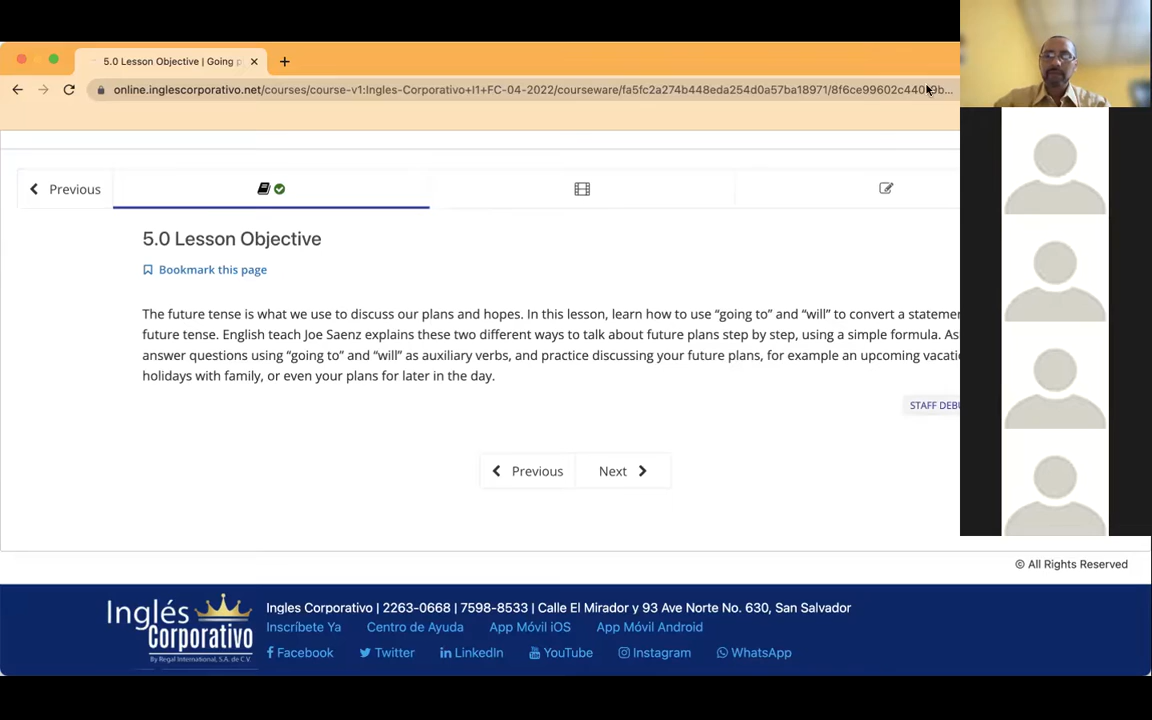 5.0 Lesson Objective | Going p
online.inglescorporativo.net/courses/course-v1:Ingles-Corporativo+I1+FC-04-2022/courseware/fa5fc2a274b448eda254d0a57ba18971/8f6ce99602c440
Previous
5.0 Lesson Objective
Bookmark this page
The future tense is what we use to discuss our plans and hopes. In this lesson, learn how to use “going to” and “will” to convert a statemen
future tense. English teach Joe Saenz explains these two different ways to talk about future plans step by step, using a simple formula. As
answer questions using “going to” and “will” as auxiliary verbs, and practice discussing your future plans, for example an upcoming vacati
holidays with family, or even your plans for later in the day.
STAFF DEBU
Previous Next
© All Rights Reserved
Inglés Corporativo
By Regal International, S.A. de C.V.
Ingles Corporativo | 2263-0668 | 7598-8533 | Calle El Mirador y 93 Ave Norte No. 630, San Salvador
Inscríbete Ya Centro de Ayuda App Móvil iOS App Móvil Android
Facebook Twitter LinkedIn YouTube Instagram WhatsApp